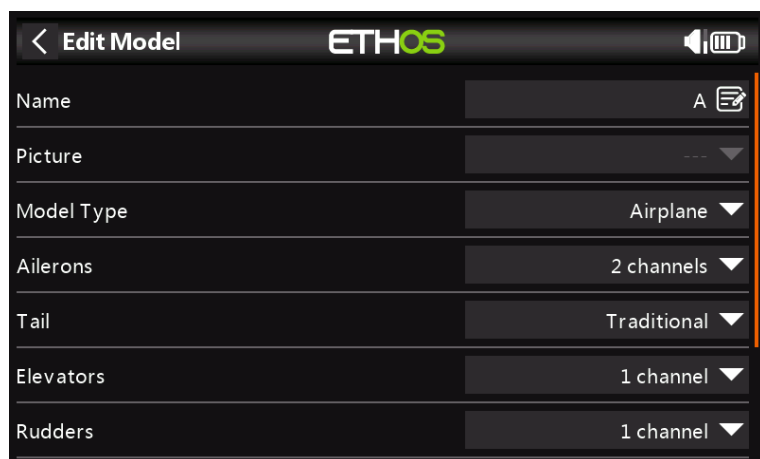 Edit Model ETHOS
Name A
Picture ---
Model Type Airplane
Ailerons 2 channels
Tail Traditional
Elevators 1 channel
Rudders 1 channel